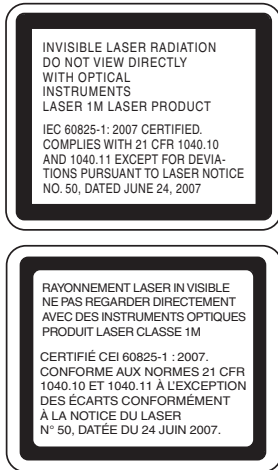 INVISIBLE LASER RADIATION
DO NOT VIEW DIRECTLY
WITH OPTICAL
INSTRUMENTS
LASER 1M LASER PRODUCT
IEC 60825-1: 2007 CERTIFIED.
COMPLIES WITH 21 CFR 1040.10
AND 1040.11 EXCEPT FOR DEVIA-
TIONS PURSUANT TO LASER NOTICE
NO. 50, DATED JUNE 24, 2007
RAYONNEMENT LASER IN VISIBLE
NE PAS REGARDER DIRECTEMENT
AVEC DES INSTRUMENTS OPTIQUES
PRODUIT LASER CLASSE 1M
CERTIFIÉ CEI 60825-1 : 2007.
CONFORME AUX NORMES 21 CFR
1040.10 ET 1040.11 À L'EXCEPTION
DES ÉCARTS CONFORMÉMENT
À LA NOTICE DU LASER
N° 50, DATÉE DU 24 JUIN 2007.